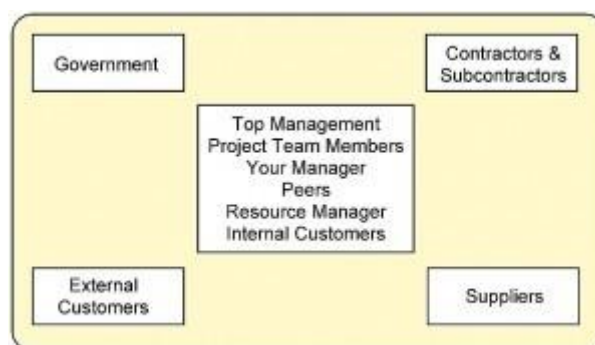 Government
Contractors &
Subcontractors
Top Management
Project Team Members
Your Manager
Peers
Resource Manager
Internal Customers
External
Customers
Suppliers